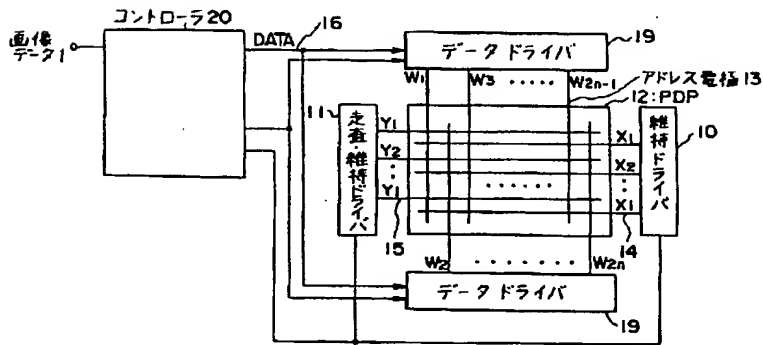 コントローラ20
画像
データ1
DATA
16
データドライバ
19
W1
W3
.....
W2n-1
アドレス電極13
12:PDP
11
走査・維持ドライバ
Y1
Y2
Y1
15
X1
X2
X1
14
維持ドライバ
10
W2
W2n
データドライバ
19